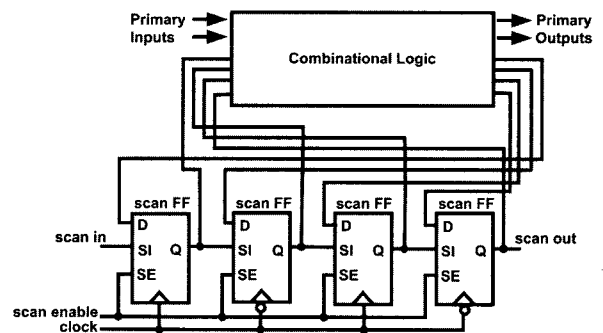 Primary
Inputs
Combinational Logic
Primary
Outputs
scan FF
scan FF
scan FF
scan FF
scan in
D
SI
Q
SE
D
SI
Q
SE
D
SI
Q
SE
D
SI
Q
SE
scan out
scan enable
clock